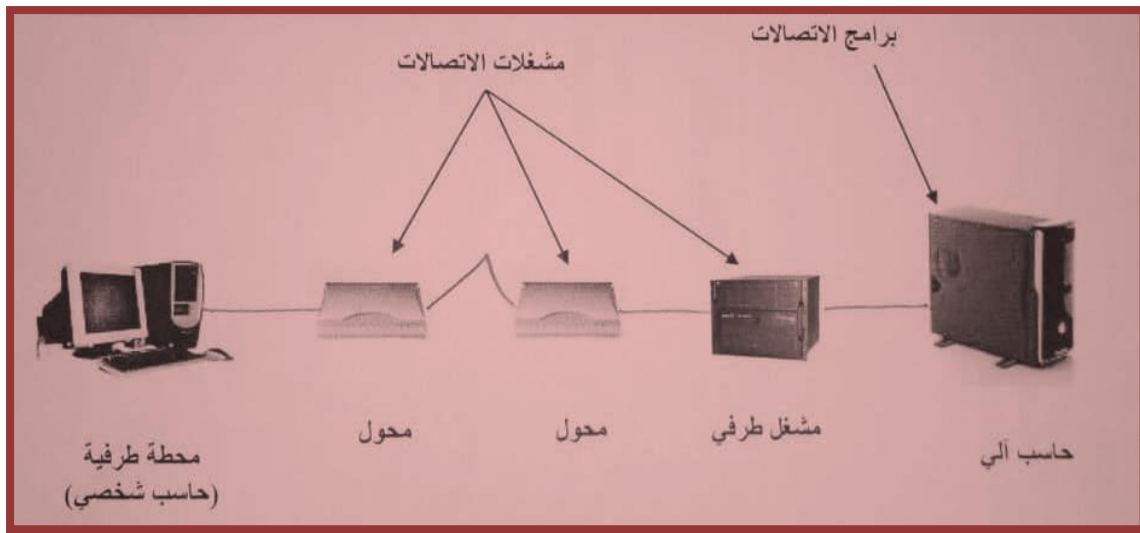 برامج الاتصالات
مشغلات الاتصالات
حاسب آلي
مشغل طرفي
محول
محول
محطة طرفية
(حاسب شخصي)